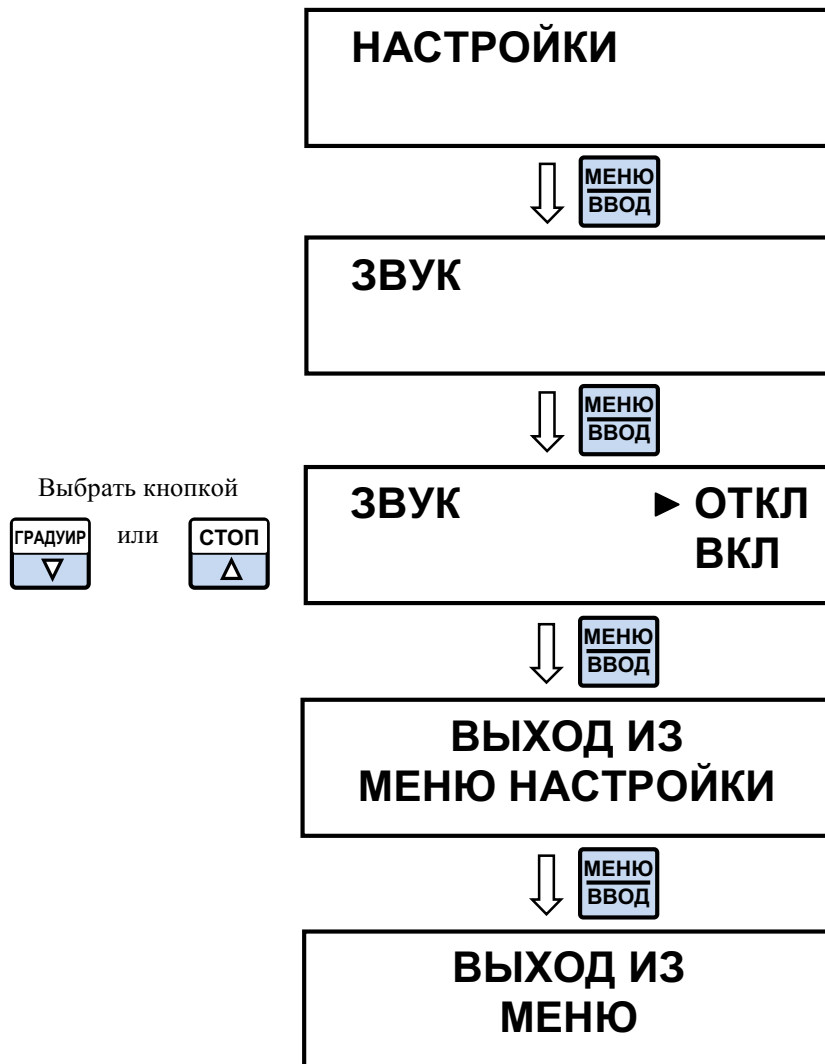 НАСТРОЙКИ
МЕНЮ
ВВОД
ЗВУК
МЕНЮ
ВВОД
Выбрать кнопкой
ГРАДУИР или СТОП
ЗВУК ► ОТКЛ
ВКЛ
МЕНЮ
ВВОД
ВЫХОД ИЗ
МЕНЮ НАСТРОЙКИ
МЕНЮ
ВВОД
ВЫХОД ИЗ
МЕНЮ